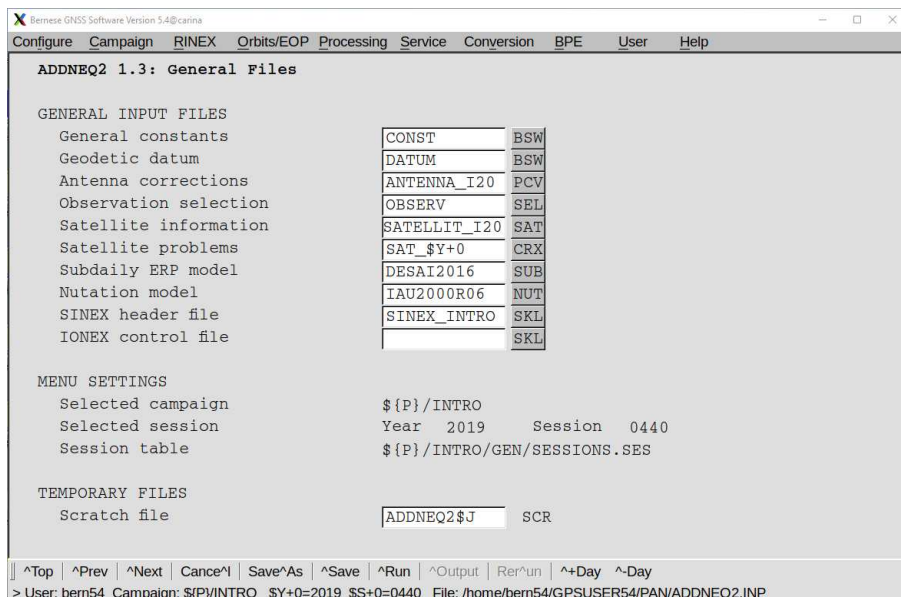 Bernese GNSS Software Version 5.4@carina
Configure Campaign RINEX Orbits/EOP Processing Service Conversion BPE User Help
ADDNEQ2 1.3: General Files
GENERAL INPUT FILES
General constants CONST BSW
Geodetic datum DATUM BSW
Antenna corrections ANTENNA_I20 PCV
Observation selection OBSERV SEL
Satellite information SATELLIT_I20 SAT
Satellite problems SAT_$Y+0 CRX
Subdaily ERP model DESAI2016 SUB
Nutation model IAU2000R06 NUT
SINEX header file SINEX_INTRO SKL
IONEX control file SKL
MENU SETTINGS
Selected campaign ${P}/INTRO
Selected session Year 2019 Session 0440
Session table ${P}/INTRO/GEN/SESSIONS.SES
TEMPORARY FILES
Scratch file ADDNEQ2$J SCR
^Top | ^Prev | ^Next | Cance^l | Save^As | ^Save | ^Run | ^Output | Rer^un | ^+Day ^-Day
> User: bern54 Campaign: ${P}/INTRO $Y+0=2019 $S+0=0440 File: /home/bern54/GPSUSER54/PAN/ADDNEQ2.INP